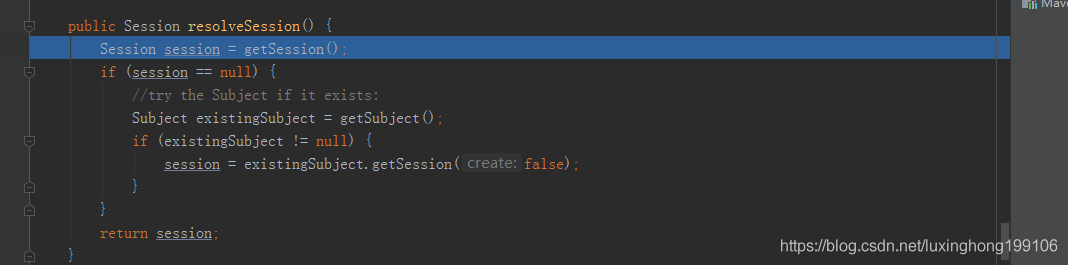 Mave
public Session resolveSession() {
Session session = getSession();
if (session == null) {
//try the Subject if it exists:
Subject existingSubject = getSubject();
if (existingSubject != null) {
session = existingSubject.getSession( create: false);
}
}
return session;
}
https://blog.csdn.net/luxinghong199106